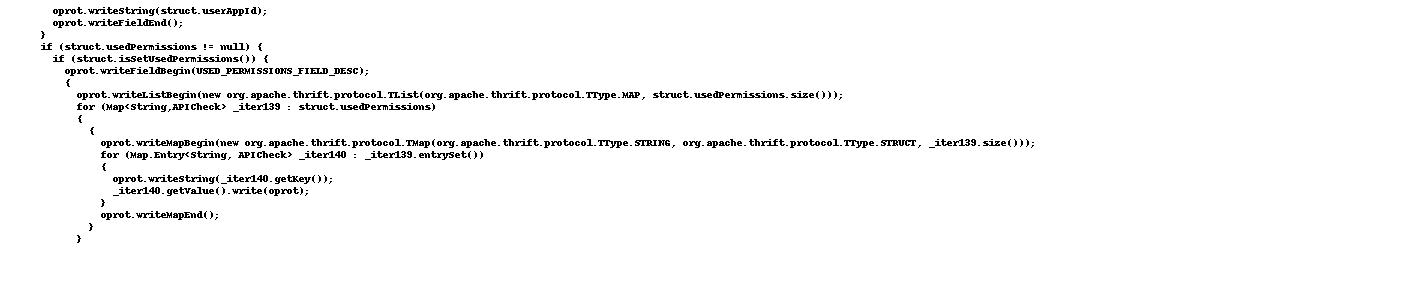 oprot.writeString(struct.userAppId);
oprot.writeFieldEnd();
}
if (struct.usedPermissions != null) {
if (struct.isSetUsedPermissions()) {
oprot.writeFieldBegin(USED_PERMISSIONS_FIELD_DESC);
{
oprot.writeListBegin(new org.apache.thrift.protocol.TList(org.apache.thrift.protocol.TType.MAP, struct.usedPermissions.size()));
for (Map<String,APICheck> _iter139 : struct.usedPermissions)
{
{
oprot.writeMapBegin(new org.apache.thrift.protocol.TMap(org.apache.thrift.protocol.TType.STRING, org.apache.thrift.protocol.TType.STRUCT, _iter139.size()));
for (Map.Entry<String, APICheck> _iter140 : _iter139.entrySet())
{
oprot.writeString(_iter140.getKey());
_iter140.getValue().write(oprot);
}
oprot.writeMapEnd();
}
}